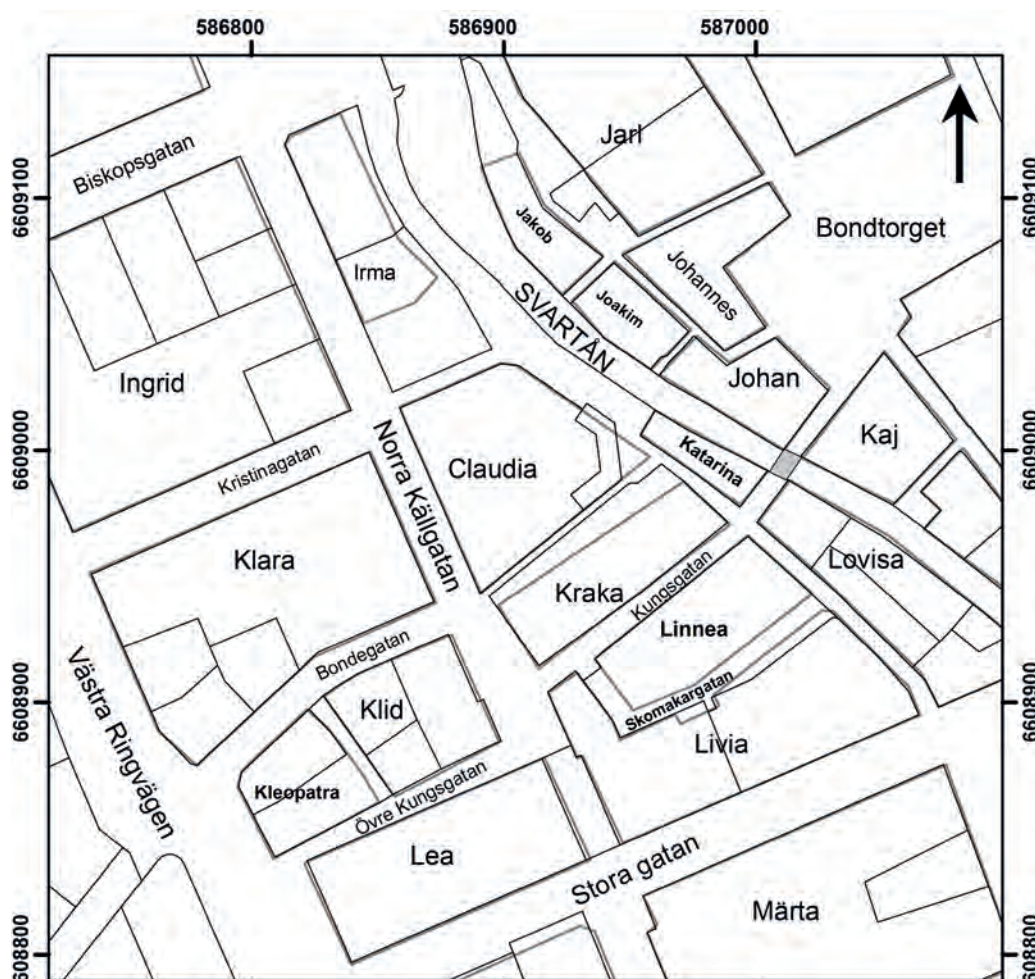 586800
586900
587000
6609100
6609100
Biskopsgatan
Jarl
Bondtorget
Jakob
Johannes
Irma
Joakim
SVARTÅN
Ingrid
Johan
6609000
6609000
Kaj
Katarina
Norra Källgatan
Claudia
Kristinagatan
Klara
Lovisa
Kraka
Kungsgatan
Linnea
Bondegatan
Västra Ringvägen
6608900
6608900
Klid
Skomakargatan
Livia
Kleopatra
Övre Kungsgatan
Lea
Stora gatan
Märta
608800
608800